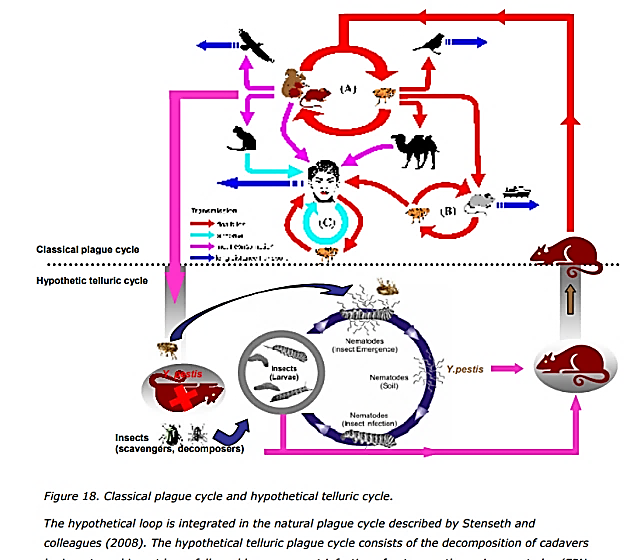 (A)
(B)
(C)
Transmission
flea bites
Classical plague cycle
Hypothetic telluric cycle
Y.pestis
Insects
(Larvae)
Nematodes
(Insect Emergence)
Nematodes
(Soil)
Y.pestis
Nematodes
(Insect Infection)
Insects
(scavengers, decomposers)
Figure 18. Classical plague cycle and hypothetical telluric cycle.
The hypothetical loop is integrated in the natural plague cycle described by Stenseth and
colleagues (2008). The hypothetical telluric plague cycle consists of the decomposition of cadavers